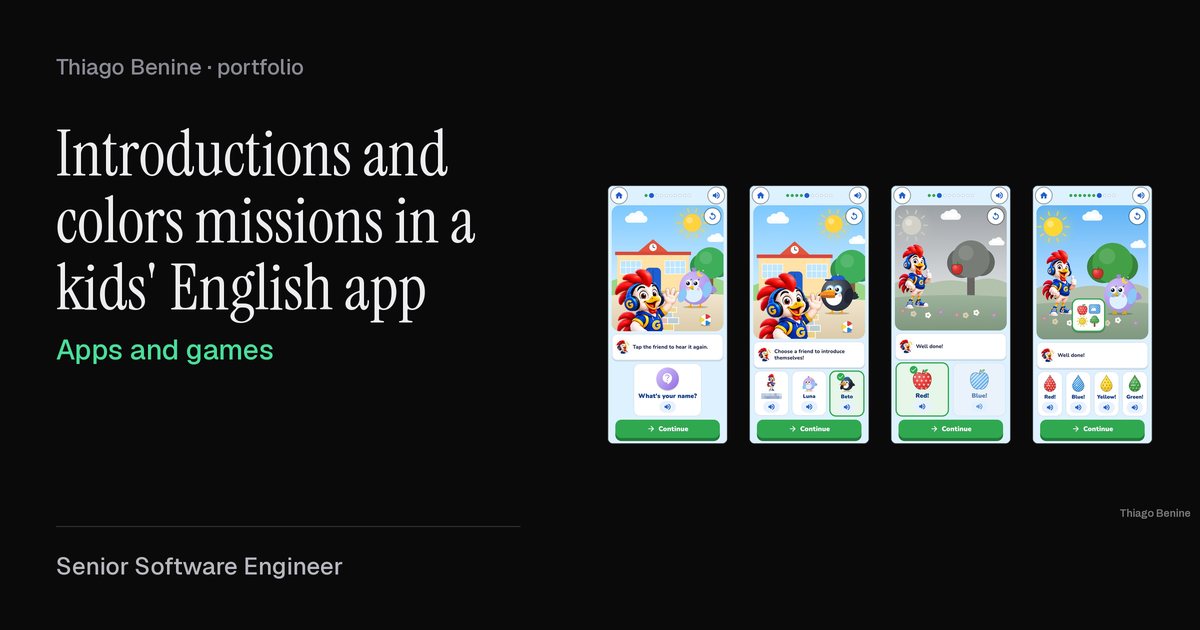 Thiago Benine · portfolio
Introductions and
colors missions in a
kids' English app
Apps and games
Senior Software Engineer
Tap the friend to hear it again.
What's your name?
Continue
Choose a friend to introduce
themselves!
Luna
Beto
Continue
Well done!
Red!
Blue!
Continue
Well done!
Red!
Blue!
Yellow!
Green!
Continue
Thiago Benine